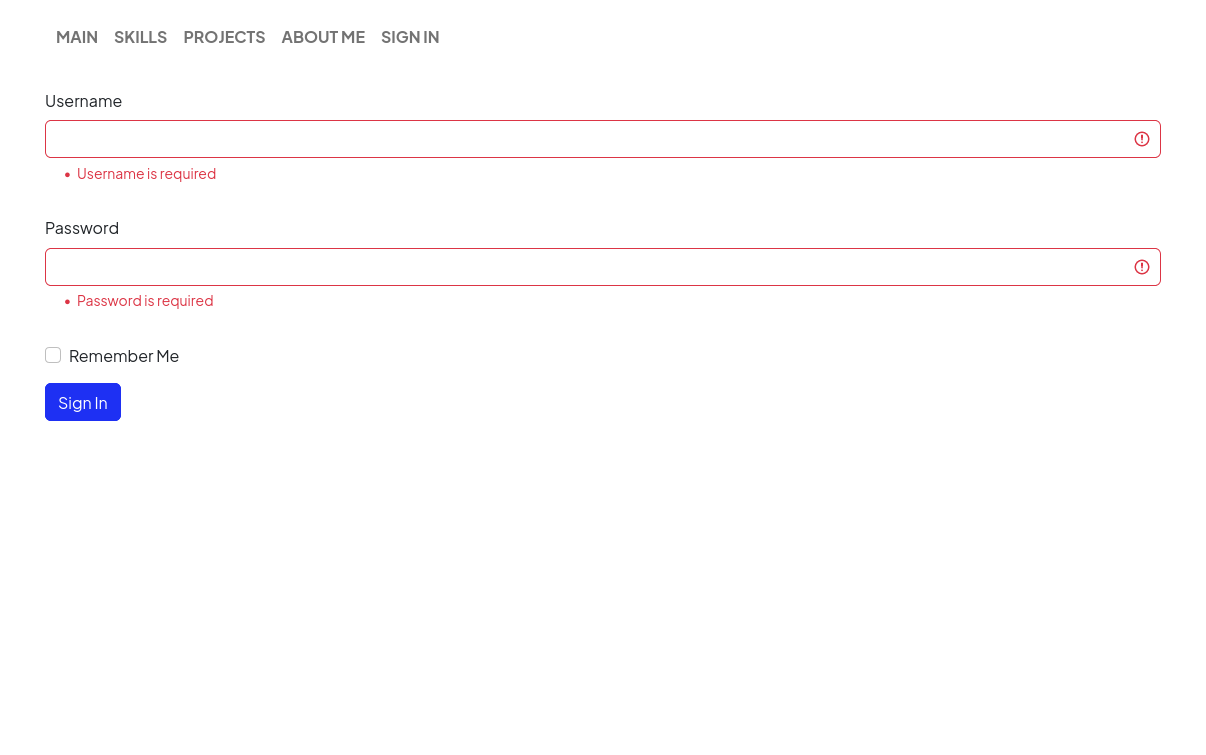 MAIN SKILLS PROJECTS ABOUT ME SIGN IN
Username
• Username is required
Password
• Password is required
Remember Me
Sign In